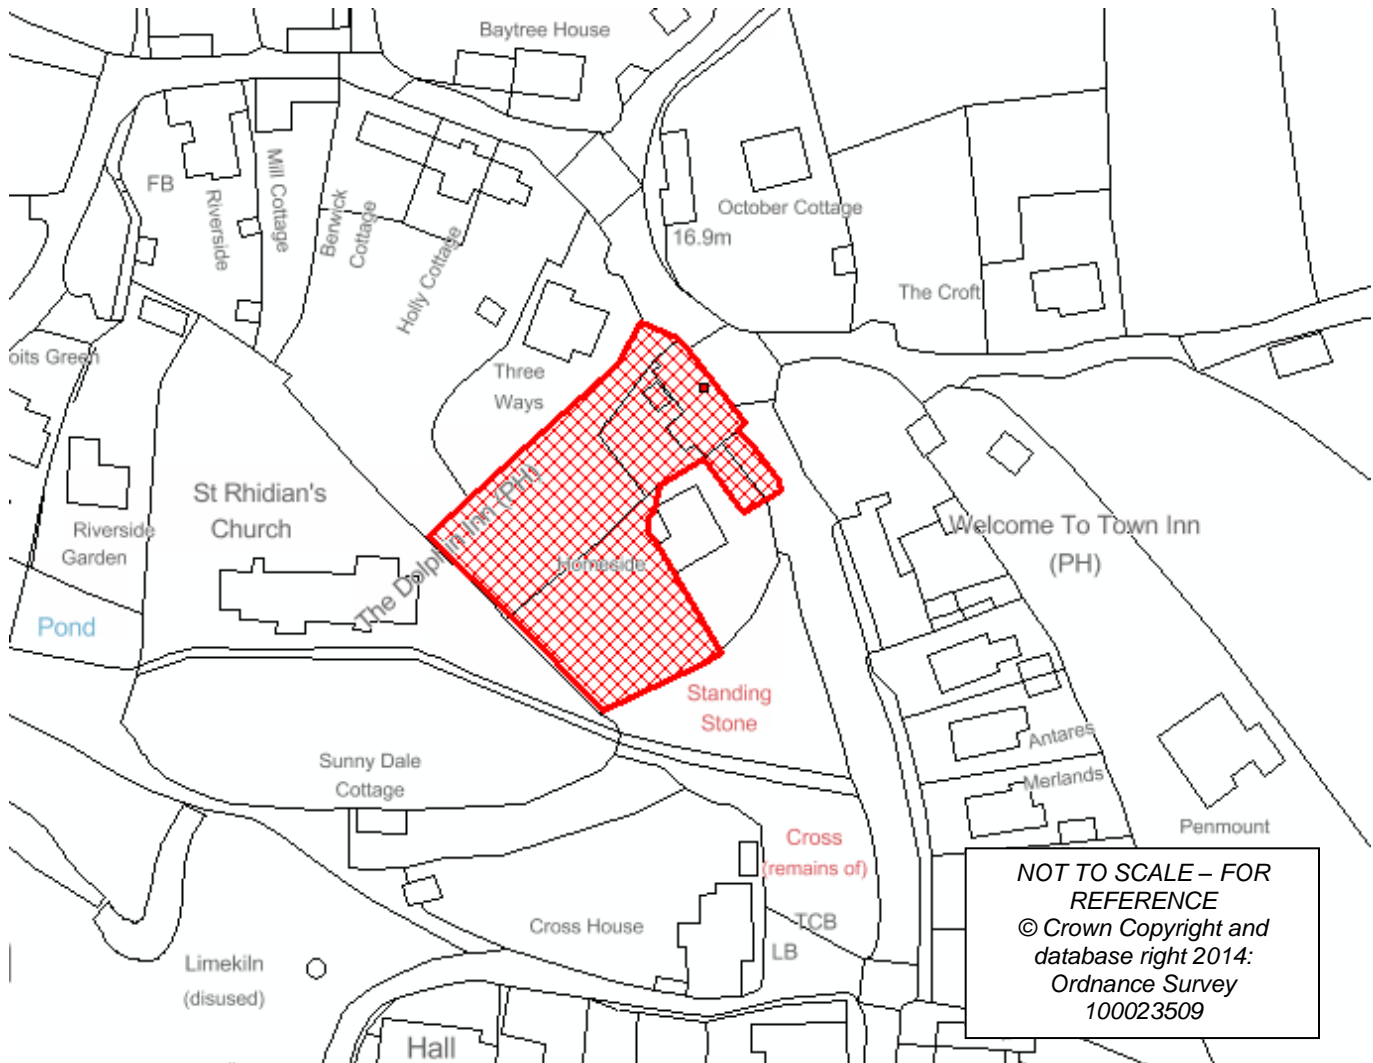 Baytree House
FB
Riverside
Mill Cottage
Berwick
Cottage
Holly Cottage
October Cottage
16.9m
The Croft
oits Green
Three
Ways
St Rhidian's
Church
Riverside
Garden
Pond
The Dolphin Inn (PH)
Homeside
Welcome To Town Inn
(PH)
Standing
Stone
Sunny Dale
Cottage
Antares
Merlands
Penmount
Cross
(remains of)
Cross House
TCB
LB
Limekiln
(disused)
Hall
NOT TO SCALE – FOR
REFERENCE
© Crown Copyright and
database right 2014:
Ordnance Survey
100023509